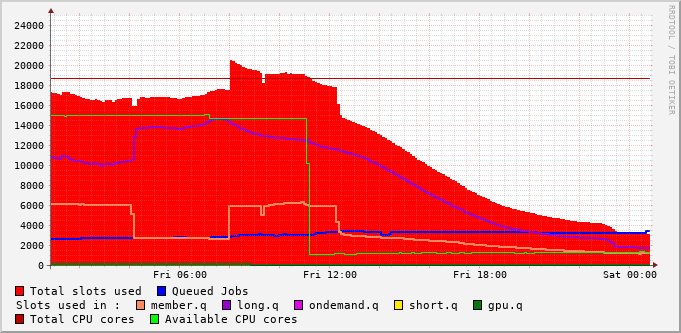 RRDTOOL / TOBI OETIKER
24000
22000
20000
18000
16000
14000
12000
10000
8000
6000
4000
2000
0
Fri 06:00 Fri 12:00 Fri 18:00 Sat 00:00
Total slots used Queued Jobs
Slots used in : member.q long.q ondemand.q short.q gpu.q
Total CPU cores Available CPU cores